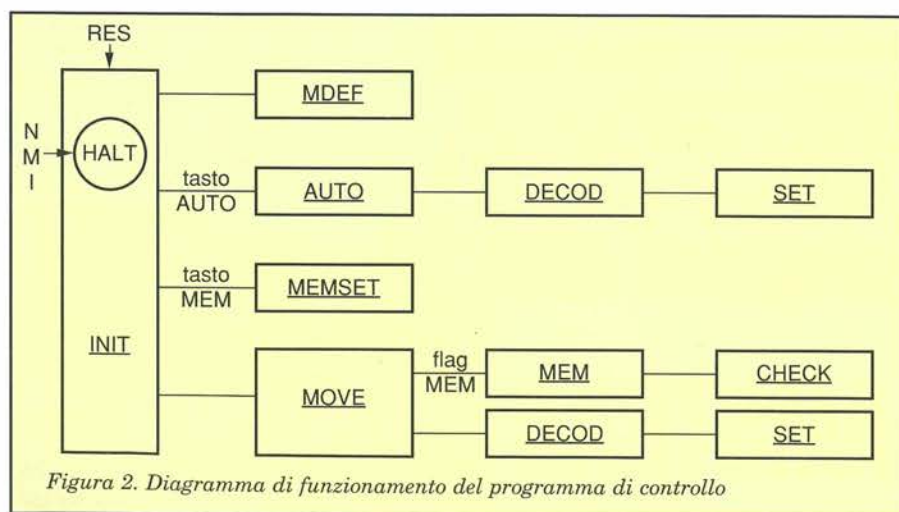 RES
MDEF
N
M
I
HALT
tasto
AUTO
AUTO
DECOD
SET
tasto
MEM
MEMSET
INIT
MOVE
flag
MEM
MEM
CHECK
DECOD
SET
Figura 2. Diagramma di funzionamento del programma di controllo